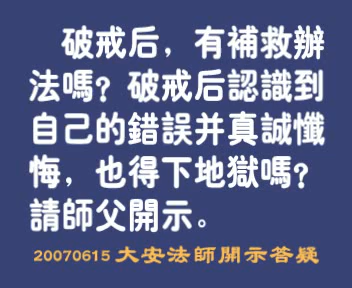 破戒后，有補救辦
法嗎？破戒后認識到
自己的錯誤并真誠懺
悔，也得下地獄嗎？
請師父開示。
20070615 大安法師開示答疑